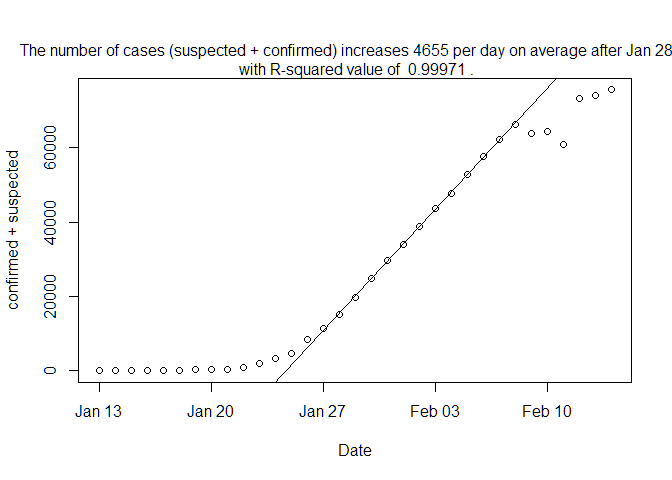 The number of cases (suspected + confirmed) increases 4655 per day on average after Jan 28
with R-squared value of  0.99971 .
confirmed + suspected
60000
40000
20000
0
Jan 13
Jan 20
Jan 27
Feb 03
Feb 10
Date